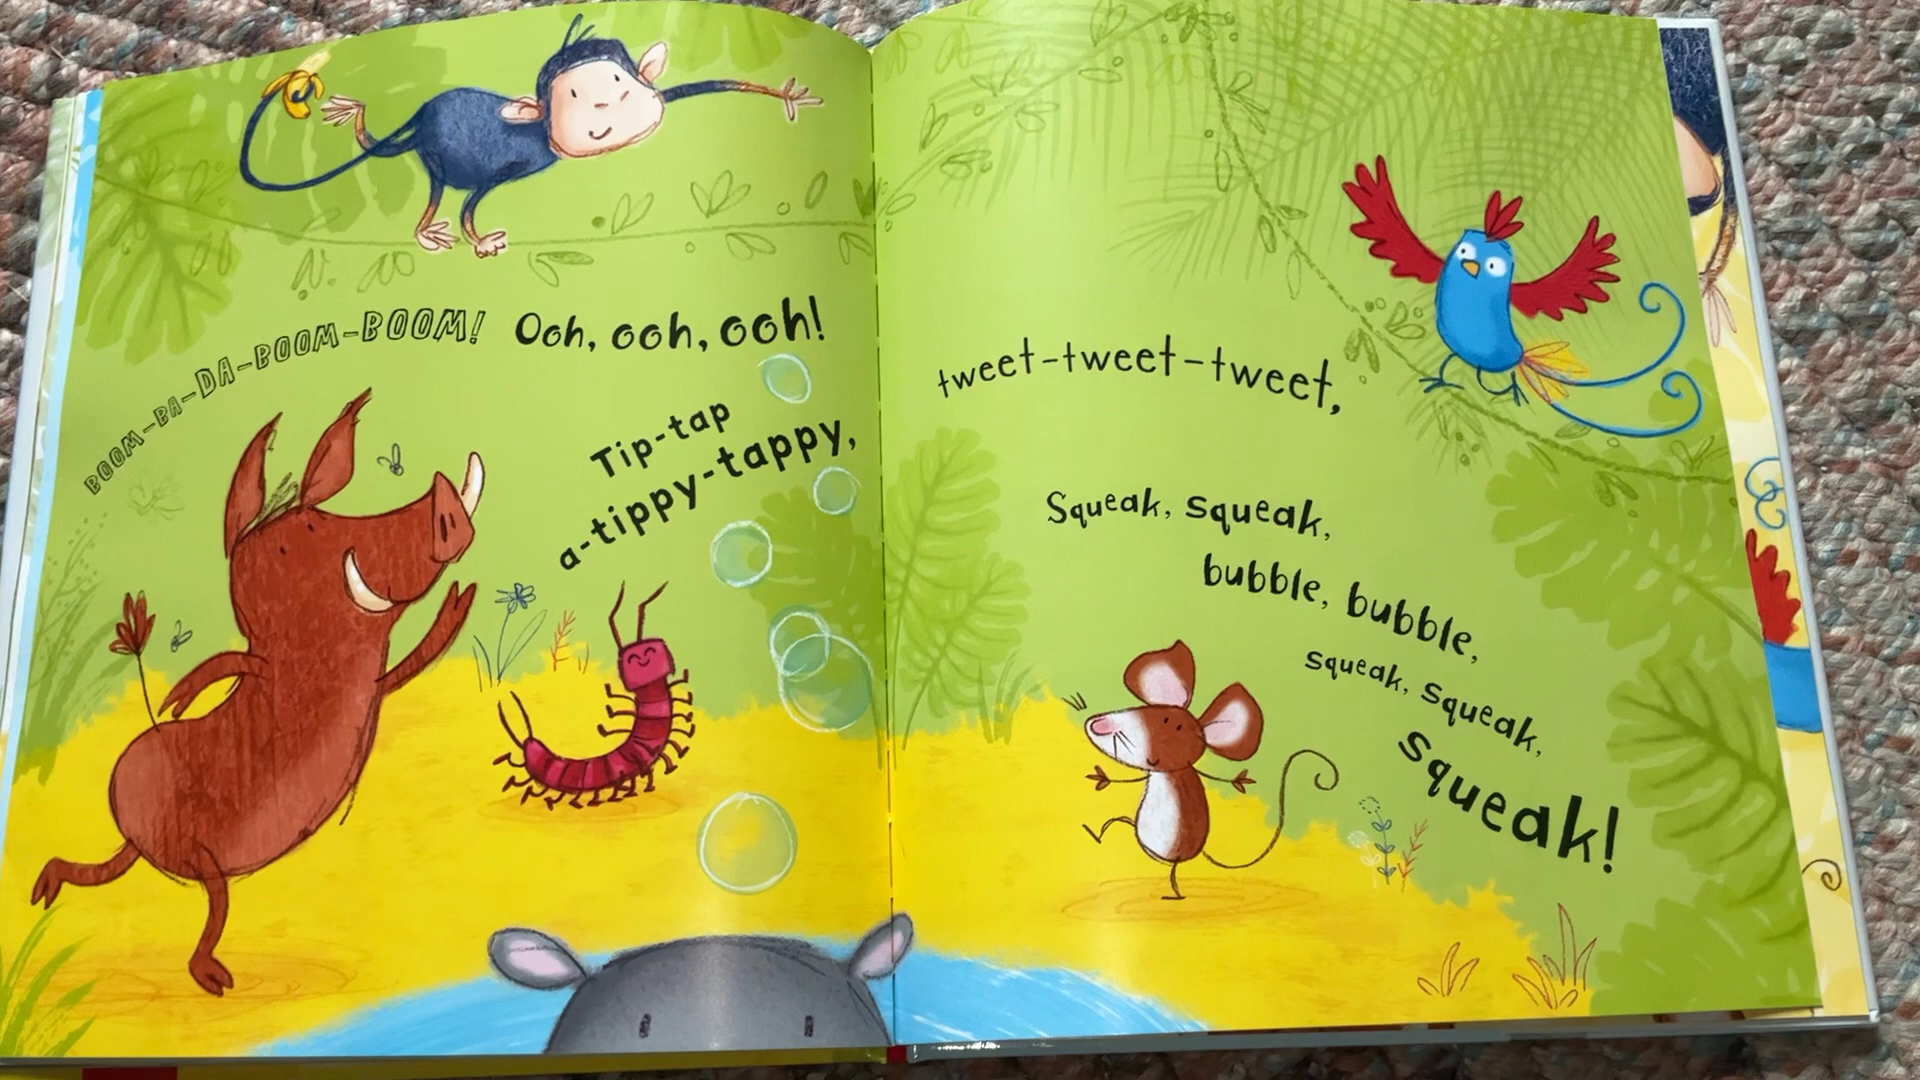 BOOM-BA-DA-BOOM-BOOM!
Ooh, ooh, ooh!
Tip-tap
a-tippy-tappy,
tweet-tweet-tweet,
Squeak, squeak,
bubble, bubble,
squeak, squeak,
squeak!